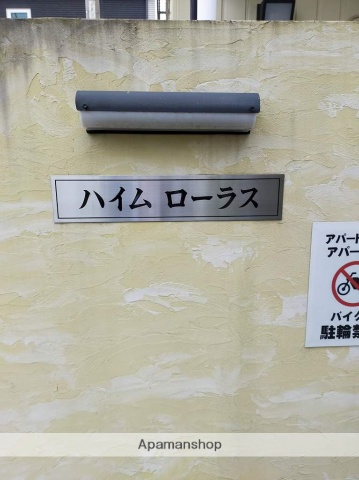 ハイム ローラス
アパート
アパー
バイク
駐輪禁
Apamanshop